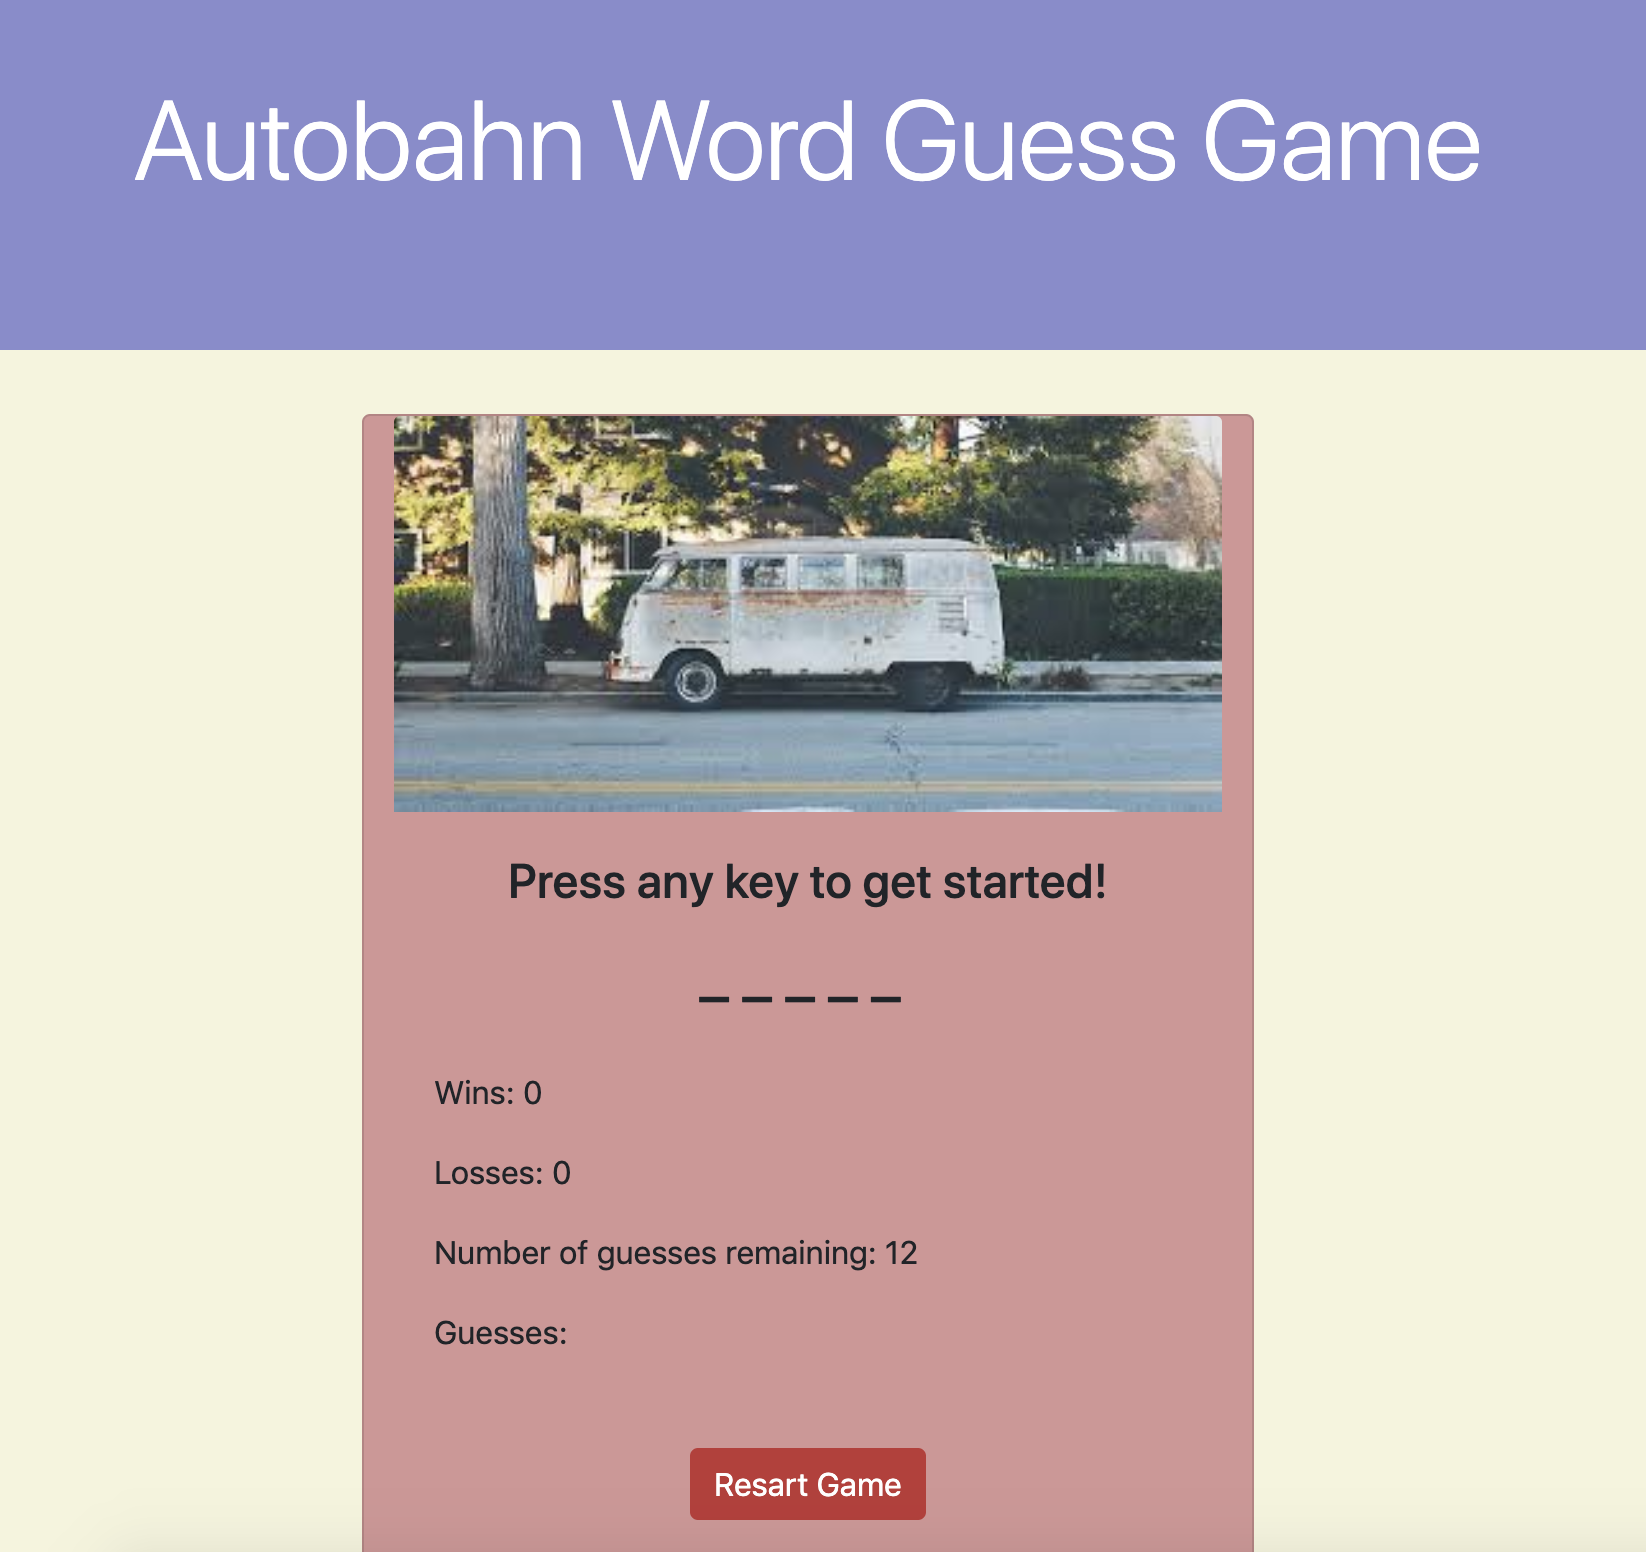 Autobahn Word Guess Game
Press any key to get started!
_ _ _ _ _
Wins: 0
Losses: 0
Number of guesses remaining: 12
Guesses:
Resart Game